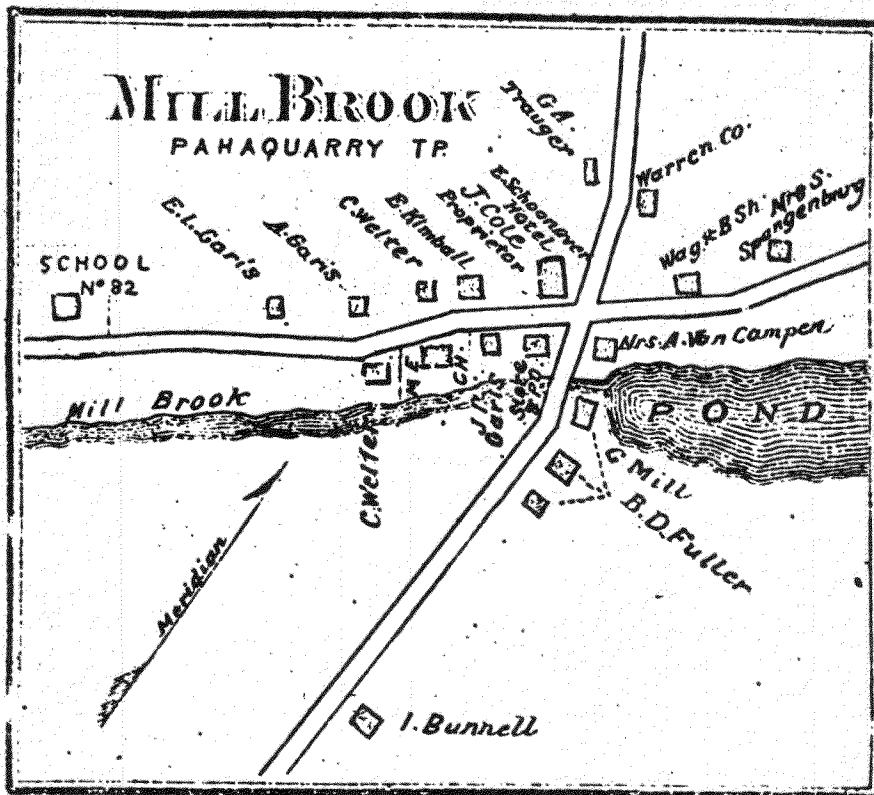 MILL BROOK
PAHAQUARRY TP.
G.A.
Trauger
Warren Co.
E. Schoonover
Hotel
J. Cole
Proprietor
E. Kimball
C. Welter
A. Garis
E. L. Garis
SCHOOL
Nº 82
Wag & B Sh.
Mrs S.
Spangenburg
Mrs. A. Van Campen
M E
CH.
Garis
Store
P.O.
C. Welter
Mill Brook
POND
G Mill
B. D. Fuller
Meridian
I. Bunnell